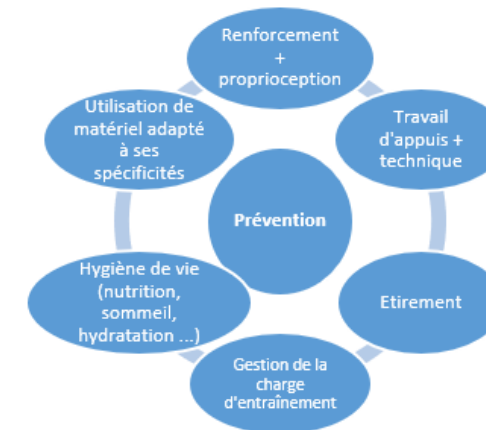 Renforcement
+
proprioception
Travail
d'appuis +
technique
Etirement
Gestion de la
charge
d'entraînement
Hygiène de vie
(nutrition,
sommeil,
hydratation ...)
Utilisation de
matériel adapté
à ses
spécificités
Prévention